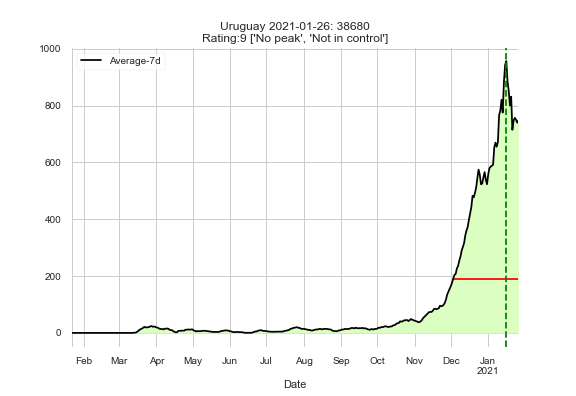 Uruguay 2021-01-26: 38680
Rating:9 ['No peak', 'Not in control']
Average-7d
1000
800
600
400
200
0
Feb Mar Apr May Jun Jul Aug Sep Oct Nov Dec Jan
2021
Date